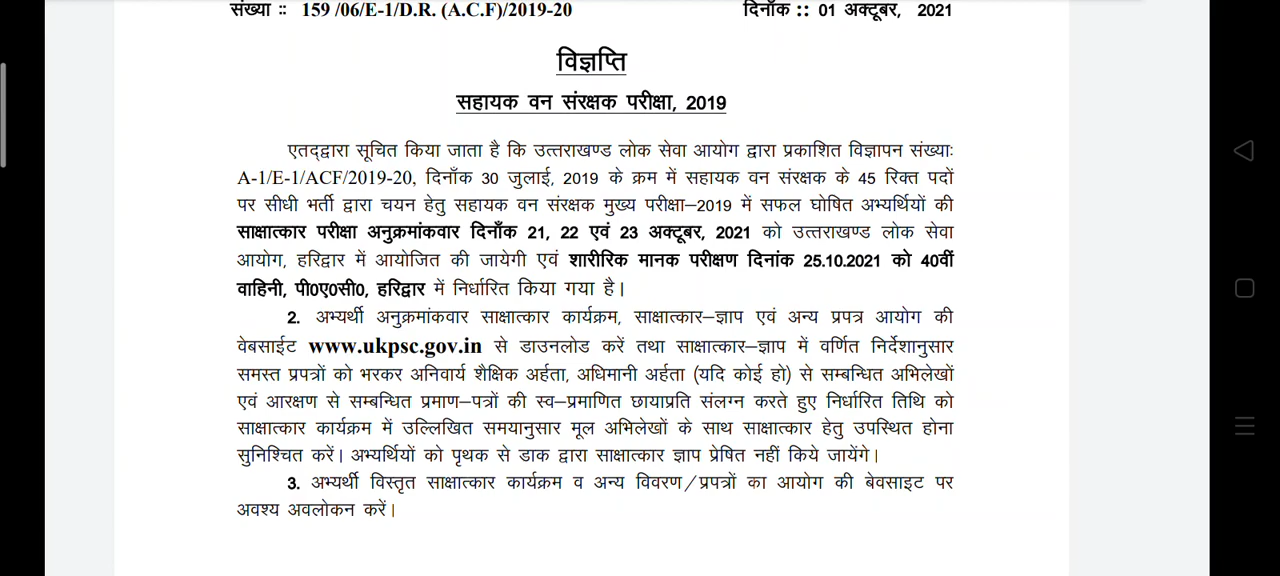 संख्या :: 159 /06/E-1/D.R. (A.C.F)/2019-20 दिनाँक :: 01 अक्टूबर, 2021
विज्ञप्ति
सहायक वन संरक्षक परीक्षा, 2019
एतद्द्वारा सूचित किया जाता है कि उत्तराखण्ड लोक सेवा आयोग द्वारा प्रकाशित विज्ञापन संख्याः
A-1/E-1/ACF/2019-20, दिनाँक 30 जुलाई, 2019 के क्रम में सहायक वन संरक्षक के 45 रिक्त पदों
पर सीधी भर्ती द्वारा चयन हेतु सहायक वन संरक्षक मुख्य परीक्षा–2019 में सफल घोषित अभ्यर्थियों की
साक्षात्कार परीक्षा अनुक्रमांकवार दिनाँक 21, 22 एवं 23 अक्टूबर, 2021 को उत्तराखण्ड लोक सेवा
आयोग, हरिद्वार में आयोजित की जायेगी एवं शारीरिक मानक परीक्षण दिनांक 25.10.2021 को 40वीं
वाहिनी, पी0ए0सी0, हरिद्वार में निर्धारित किया गया है।
2. अभ्यर्थी अनुक्रमांकवार साक्षात्कार कार्यक्रम, साक्षात्कार–ज्ञाप एवं अन्य प्रपत्र आयोग की
वेबसाईट www.ukpsc.gov.in से डाउनलोड करें तथा साक्षात्कार–ज्ञाप में वर्णित निर्देशानुसार
समस्त प्रपत्रों को भरकर अनिवार्य शैक्षिक अर्हता, अधिमानी अर्हता (यदि कोई हो) से सम्बन्धित अभिलेखों
एवं आरक्षण से सम्बन्धित प्रमाण–पत्रों की स्व–प्रमाणित छायाप्रति संलग्न करते हुए निर्धारित तिथि को
साक्षात्कार कार्यक्रम में उल्लिखित समयानुसार मूल अभिलेखों के साथ साक्षात्कार हेतु उपस्थित होना
सुनिश्चित करें। अभ्यर्थियों को पृथक से डाक द्वारा साक्षात्कार ज्ञाप प्रेषित नहीं किये जायेंगे।
3. अभ्यर्थी विस्तृत साक्षात्कार कार्यक्रम व अन्य विवरण/प्रपत्रों का आयोग की बेवसाइट पर
अवश्य अवलोकन करें।